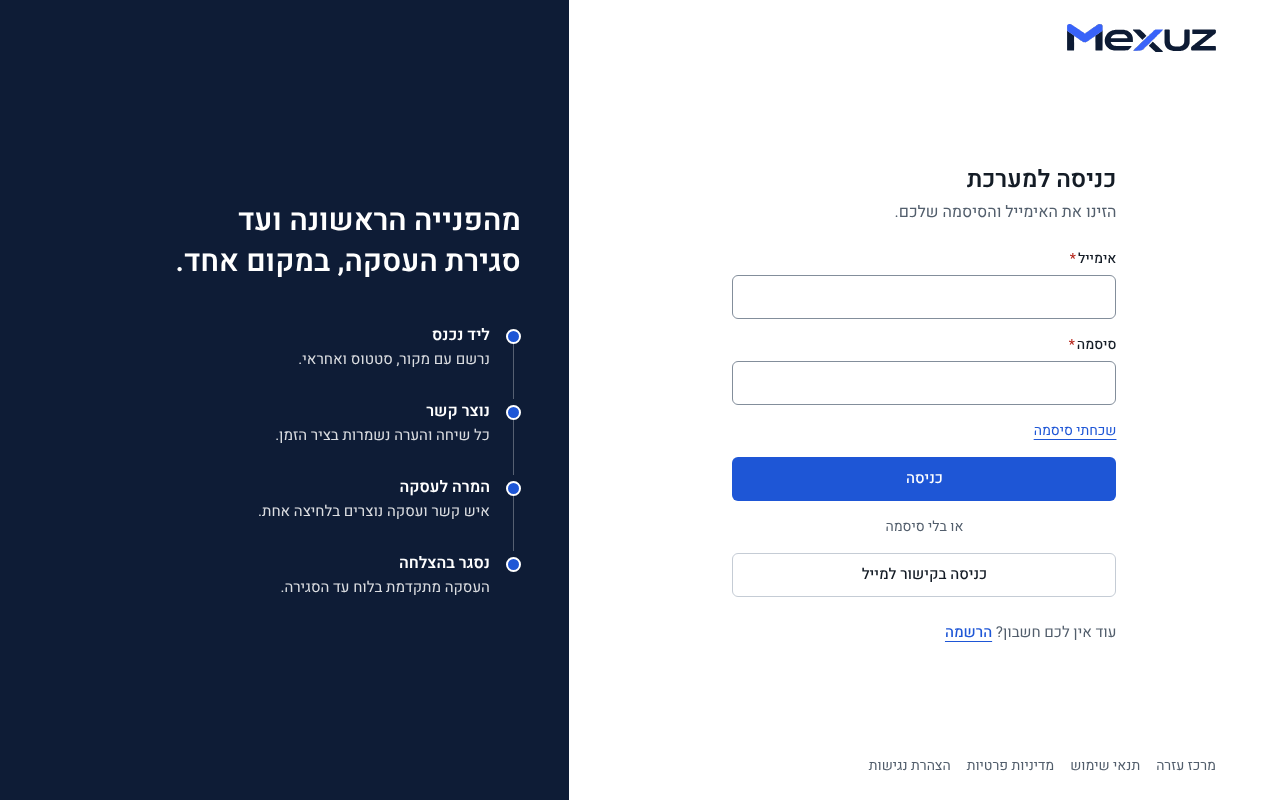 Mexuz
כניסה למערכת
הזינו את האימייל והסיסמה שלכם.
אימייל*
סיסמה*
שכחתי סיסמה
כניסה
או בלי סיסמה
כניסה בקישור למייל
עוד אין לכם חשבון? הרשמה
מרכז עזרה
תנאי שימוש
מדיניות פרטיות
הצהרת נגישות
מהפנייה הראשונה ועד
סגירת העסקה, במקום אחד.
ליד נכנס
נרשם עם מקור, סטטוס ואחראי.
נוצר קשר
כל שיחה והערה נשמרות בציר הזמן.
המרה לעסקה
איש קשר ועסקה נוצרים בלחיצה אחת.
נסגר בהצלחה
העסקה מתקדמת בלוח עד הסגירה.